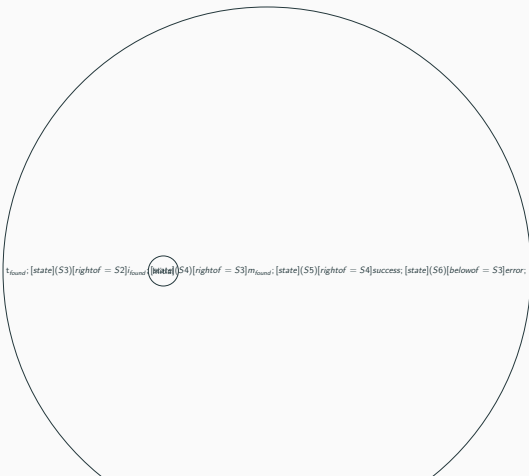 t_found; [state](S3)[rightof = S2]i_found; [state](S4)[rightof = S3]m_found; [state](S5)[rightof = S4]success; [state](S6)[belowof = S3]error;